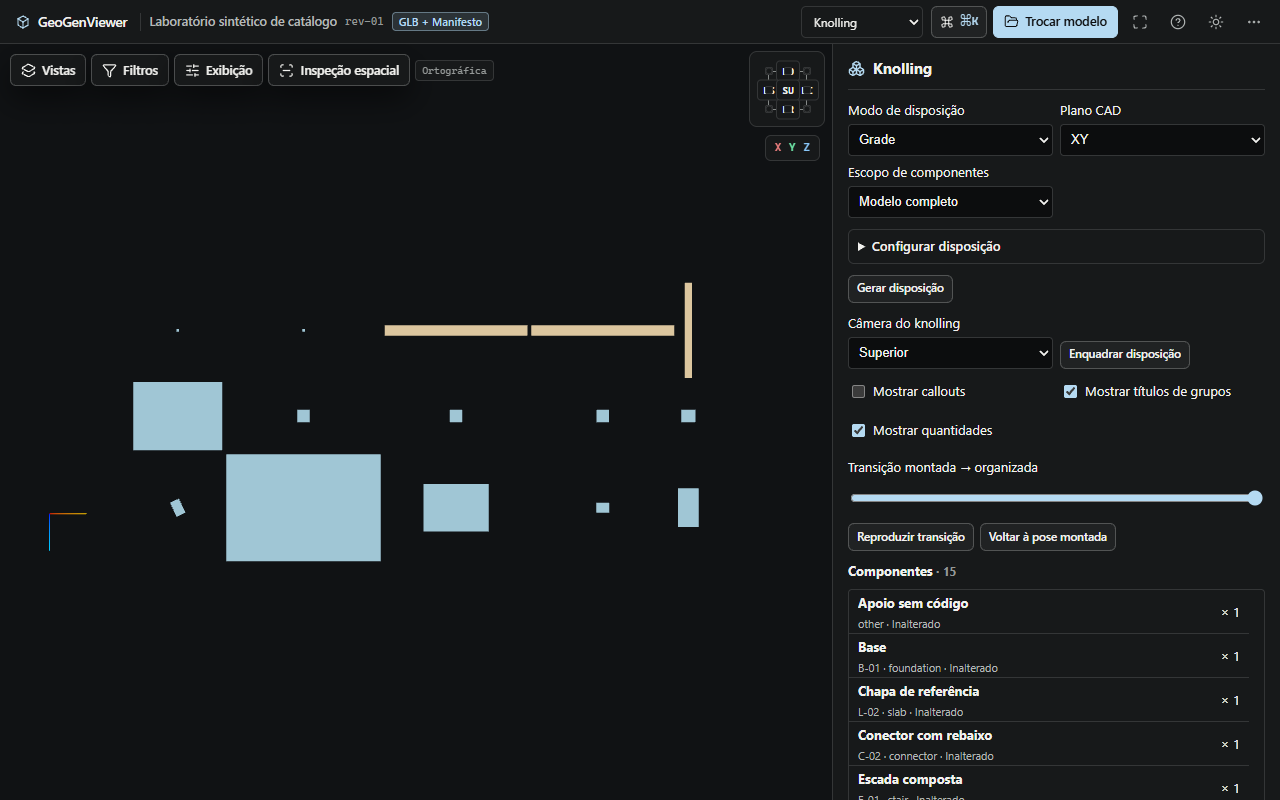 GeoGenViewer
Laboratório sintético de catálogo rev-01 GLB + Manifesto
Knolling
⌘ ⌘K
Trocar modelo
Vistas
Filtros
Exibição
Inspeção espacial
Ortográfica
SU
X Y Z
Knolling
Modo de disposição
Plano CAD
Grade
XY
Escopo de componentes
Modelo completo
Configurar disposição
Gerar disposição
Câmera do knolling
Superior
Enquadrar disposição
Mostrar callouts
Mostrar títulos de grupos
Mostrar quantidades
Transição montada → organizada
Reproduzir transição
Voltar à pose montada
Componentes · 15
Apoio sem código
other · Inalterado
× 1
Base
B-01 · foundation · Inalterado
× 1
Chapa de referência
L-02 · slab · Inalterado
× 1
Conector com rebaixo
C-02 · connector · Inalterado
× 1
Escada composta
E-01 · stair · Inalterado
× 1